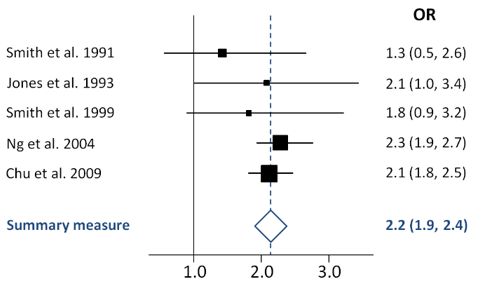 OR
Smith et al. 1991 1.3 (0.5, 2.6)
Jones et al. 1993 2.1 (1.0, 3.4)
Smith et al. 1999 1.8 (0.9, 3.2)
Ng et al. 2004 2.3 (1.9, 2.7)
Chu et al. 2009 2.1 (1.8, 2.5)
Summary measure 2.2 (1.9, 2.4)
1.0 2.0 3.0